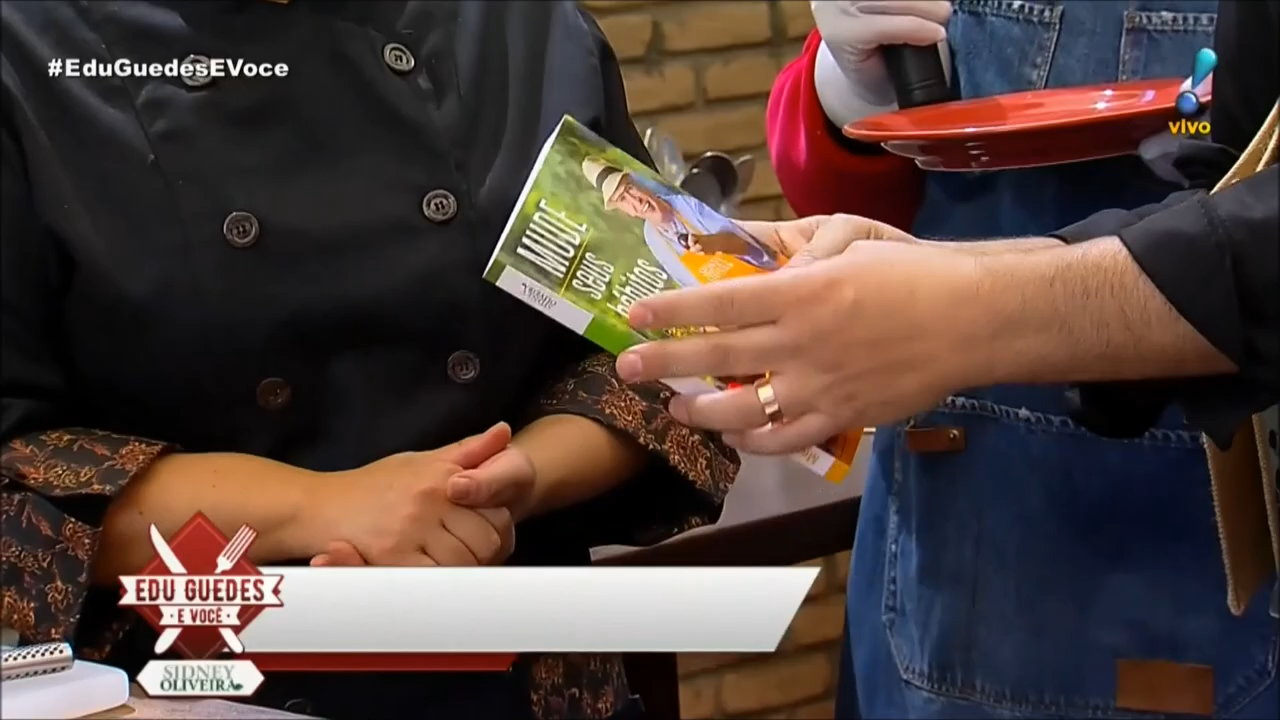 #EduGuedesEVoce
vivo
MUDE
seus
hábitos
EDU GUEDES
• E VOCÊ •
SIDNEY
OLIVEIRA